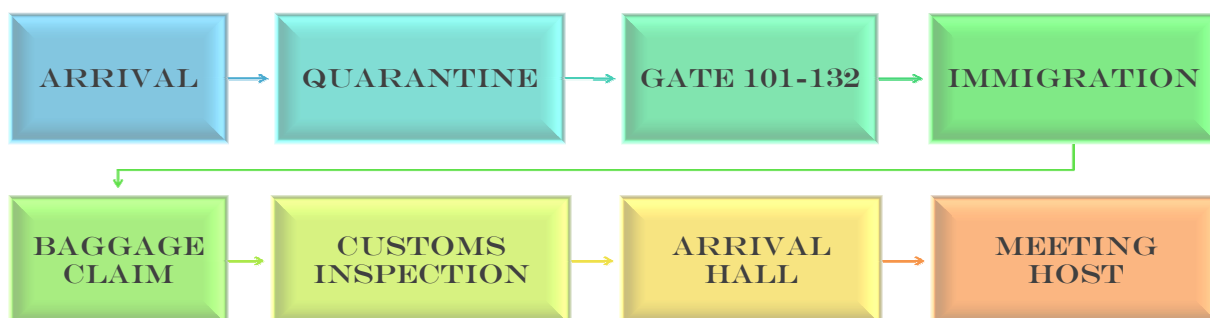 ARRIVAL
QUARANTINE
GATE 101-132
IMMIGRATION
BAGGAGE
CLAIM
CUSTOMS
INSPECTION
ARRIVAL
HALL
MEETING
HOST